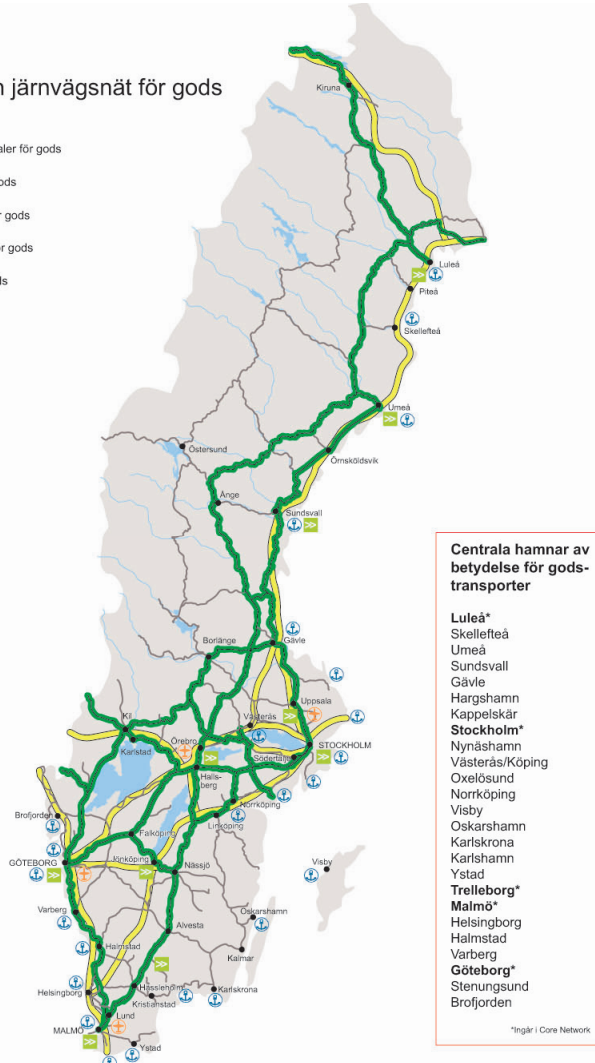 n järnvägsnät för gods
aler för gods
ods
r gods
ör gods
ls
Kiruna
Luleå
Piteå
Skellefteå
Umeå
Örnsköldsvik
Östersund
Ånge
Sundsvall
Borlänge
Gävle
Uppsala
Kil
Västerås
Karlstad
Örebro
STOCKHOLM
Södertälje
Halls-
berg
Norrköping
Brofjorden
Linköping
Falköping
GÖTEBORG
Jönköping
Nässjö
Visby
Varberg
Oskarshamn
Alvesta
Halmstad
Kalmar
Helsingborg
Hässleholm
Karlskrona
Kristianstad
Lund
MALMÖ
Ystad
Centrala hamnar av
betydelse för gods-
transporter
Luleå*
Skellefteå
Umeå
Sundsvall
Gävle
Hargshamn
Kappelskär
Stockholm*
Nynäshamn
Västerås/Köping
Oxelösund
Norrköping
Visby
Oskarshamn
Karlskrona
Karlshamn
Ystad
Trelleborg*
Malmö*
Helsingborg
Halmstad
Varberg
Göteborg*
Stenungsund
Brofjorden
*Ingår i Core Network